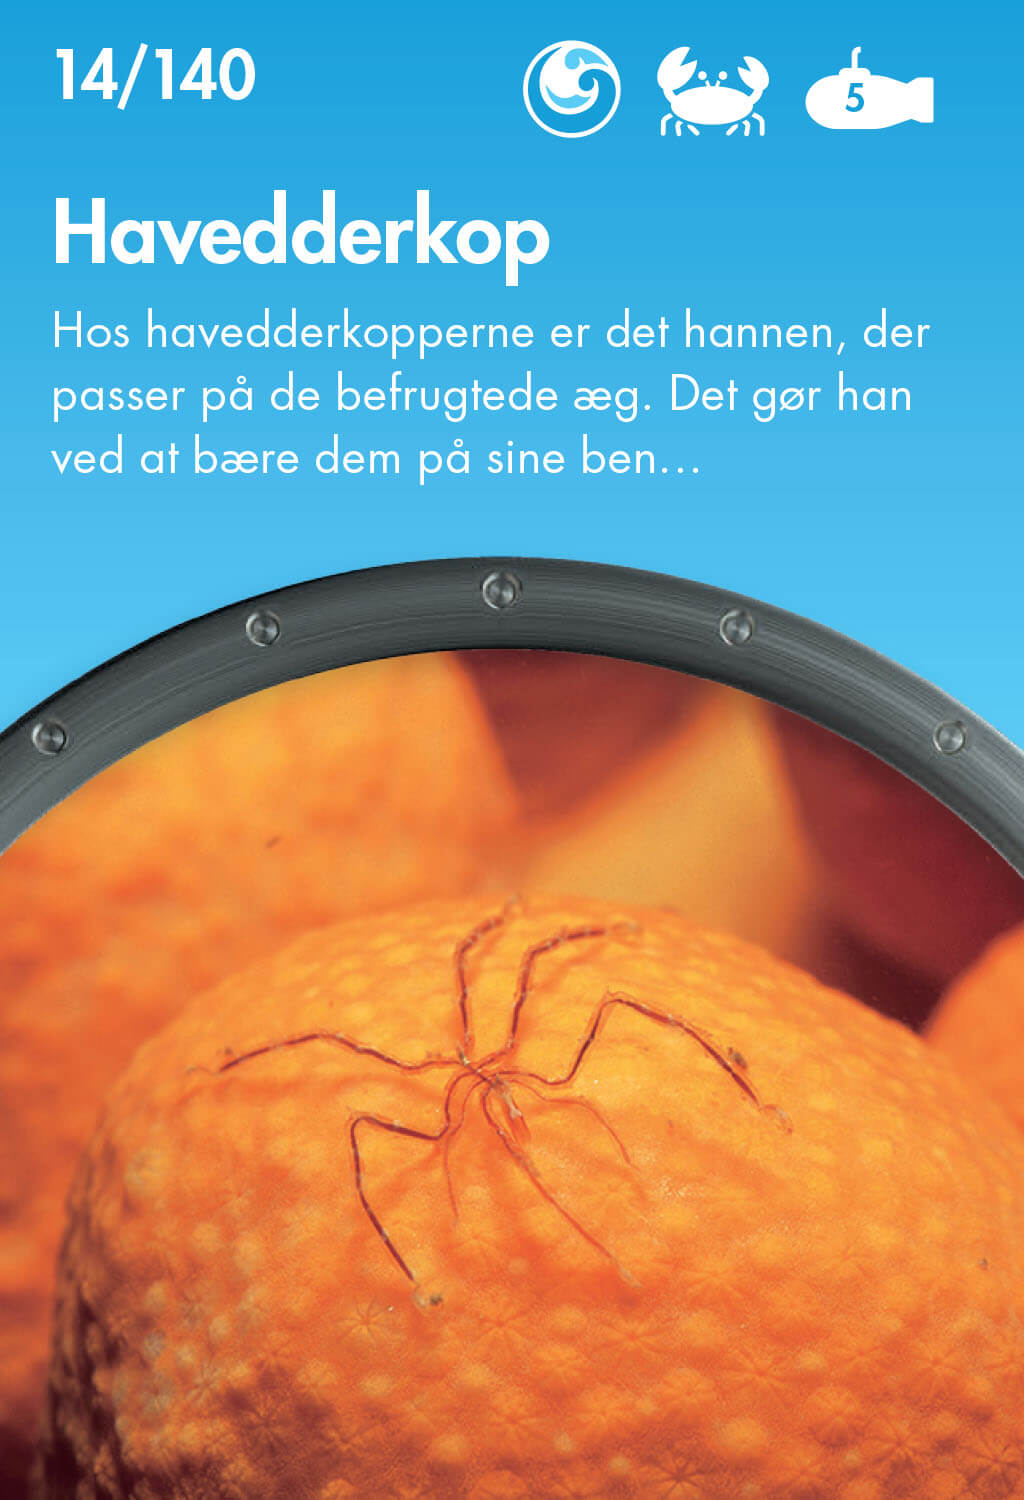 14/140
5
Havedderkop
Hos havedderkopperne er det hannen, der
passer på de befrugtede æg. Det gør han
ved at bære dem på sine ben...